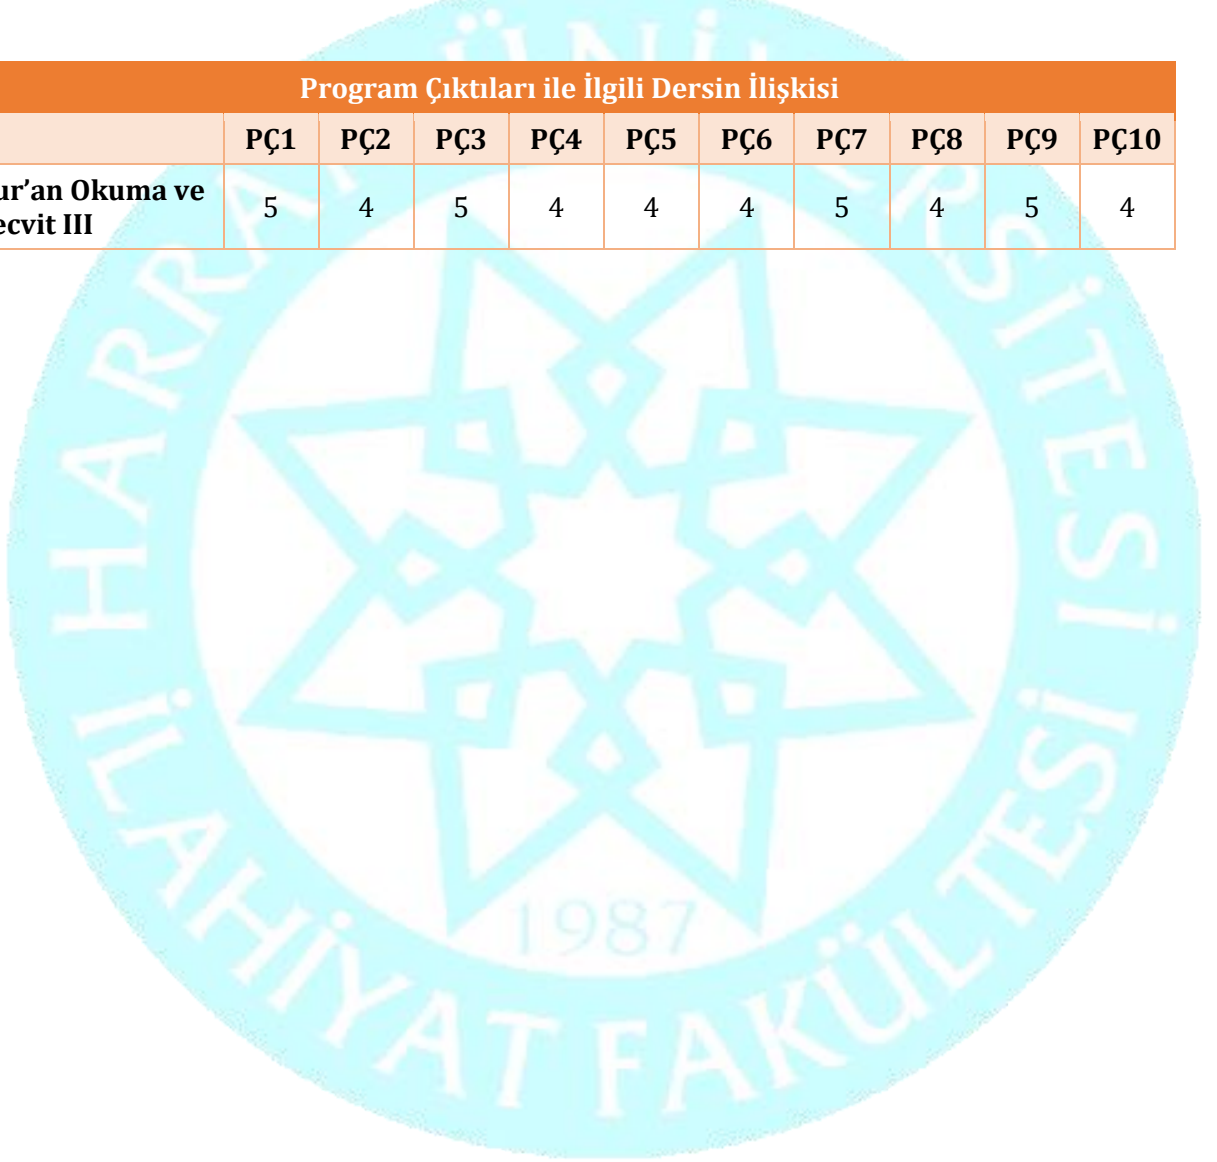 Program Çıktıları ile İlgili Dersin İlişkisi
PÇ1 PÇ2 PÇ3 PÇ4 PÇ5 PÇ6 PÇ7 PÇ8 PÇ9 PÇ10
ur’an Okuma ve
ecvit III
5 4 5 4 4 4 5 4 5 4
HARRAN ÜNİVERSİTESİ
İLAHİYAT FAKÜLTESİ
1987